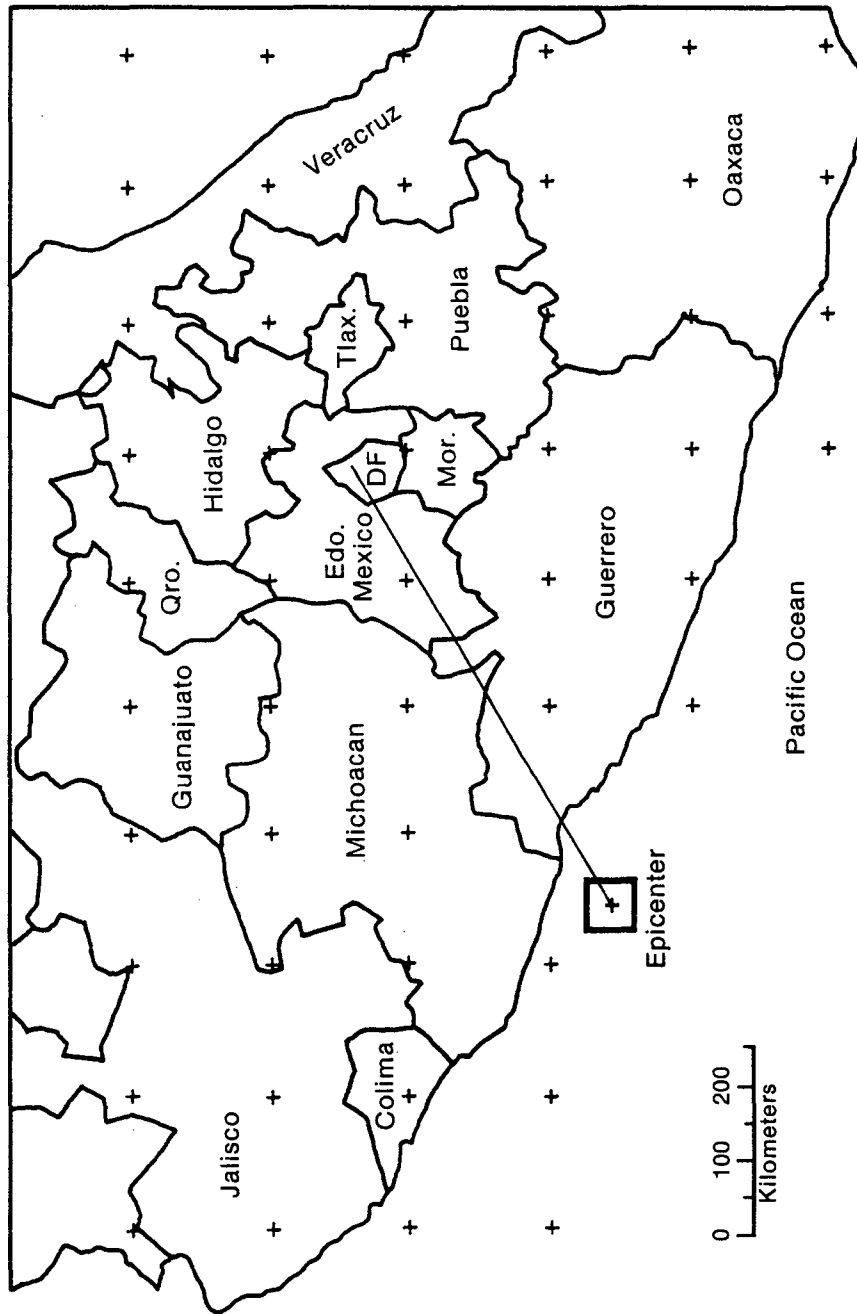 Veracruz
Hidalgo
Tlax.
Qro.
Puebla
Oaxaca
Guanajuato
Edo.
Mexico
DF
Mor.
Michoacan
Guerrero
Jalisco
Colima
Epicenter
Pacific Ocean
0 100 200
Kilometers